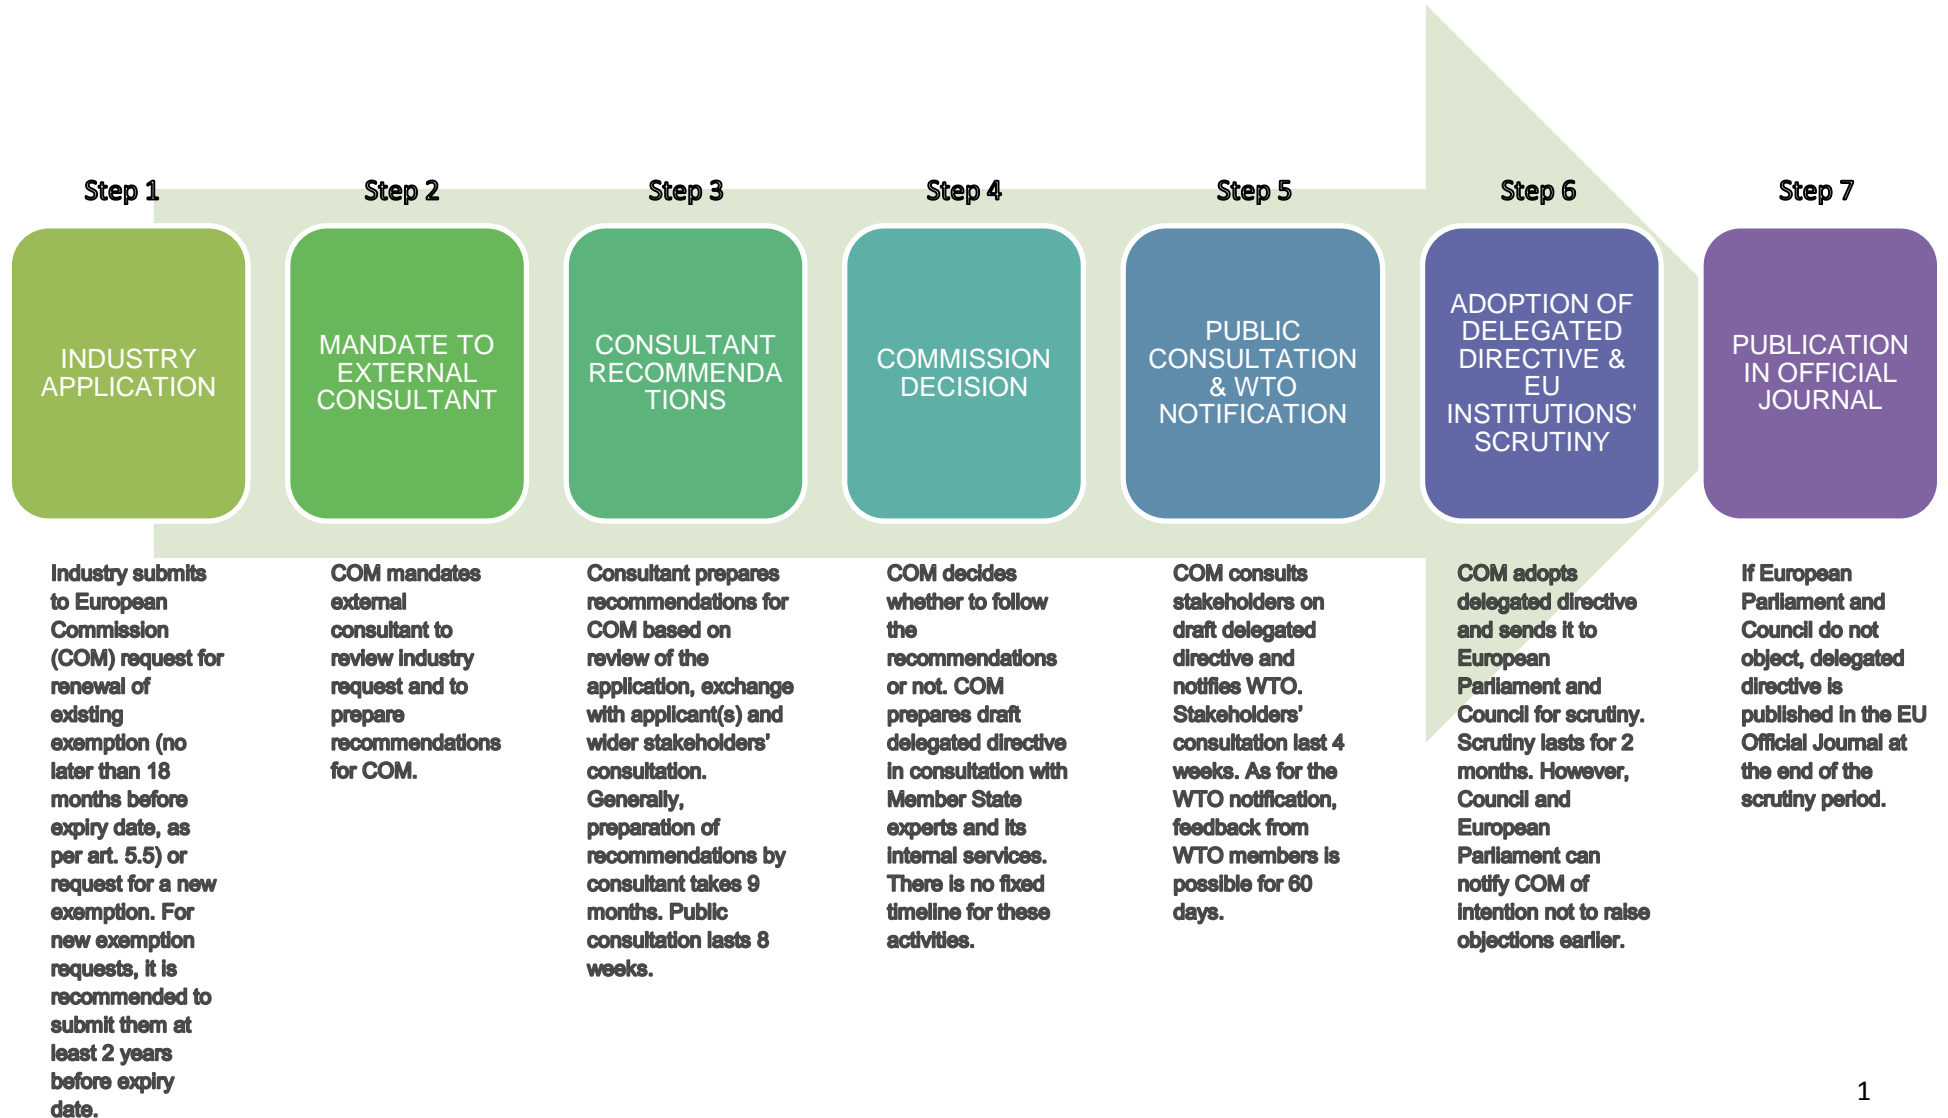 Step 1
INDUSTRY
APPLICATION
Industry submits
to European
Commission
(COM) request for
renewal of
existing
exemption (no
later than 18
months before
expiry date, as
per art. 5.5) or
request for a new
exemption. For
new exemption
requests, it is
recommended to
submit them at
least 2 years
before expiry
date.
Step 2
MANDATE TO
EXTERNAL
CONSULTANT
COM mandates
external
consultant to
review industry
request and to
prepare
recommendations
for COM.
Step 3
CONSULTANT
RECOMMENDA
TIONS
Consultant prepares
recommendations for
COM based on
review of the
application, exchange
with applicant(s) and
wider stakeholders’
consultation.
Generally,
preparation of
recommendations by
consultant takes 9
months. Public
consultation lasts 8
weeks.
Step 4
COMMISSION
DECISION
COM decides
whether to follow
the
recommendations
or not. COM
prepares draft
delegated directive
in consultation with
Member State
experts and its
internal services.
There is no fixed
timeline for these
activities.
Step 5
PUBLIC
CONSULTATION
& WTO
NOTIFICATION
COM consults
stakeholders on
draft delegated
directive and
notifies WTO.
Stakeholders’
consultation last 4
weeks. As for the
WTO notification,
feedback from
WTO members is
possible for 60
days.
Step 6
ADOPTION OF
DELEGATED
DIRECTIVE &
EU
INSTITUTIONS'
SCRUTINY
COM adopts
delegated directive
and sends it to
European
Parliament and
Council for scrutiny.
Scrutiny lasts for 2
months. However,
Council and
European
Parliament can
notify COM of
intention not to raise
objections earlier.
Step 7
PUBLICATION
IN OFFICIAL
JOURNAL
If European
Parliament and
Council do not
object, delegated
directive is
published in the EU
Official Journal at
the end of the
scrutiny period.
1